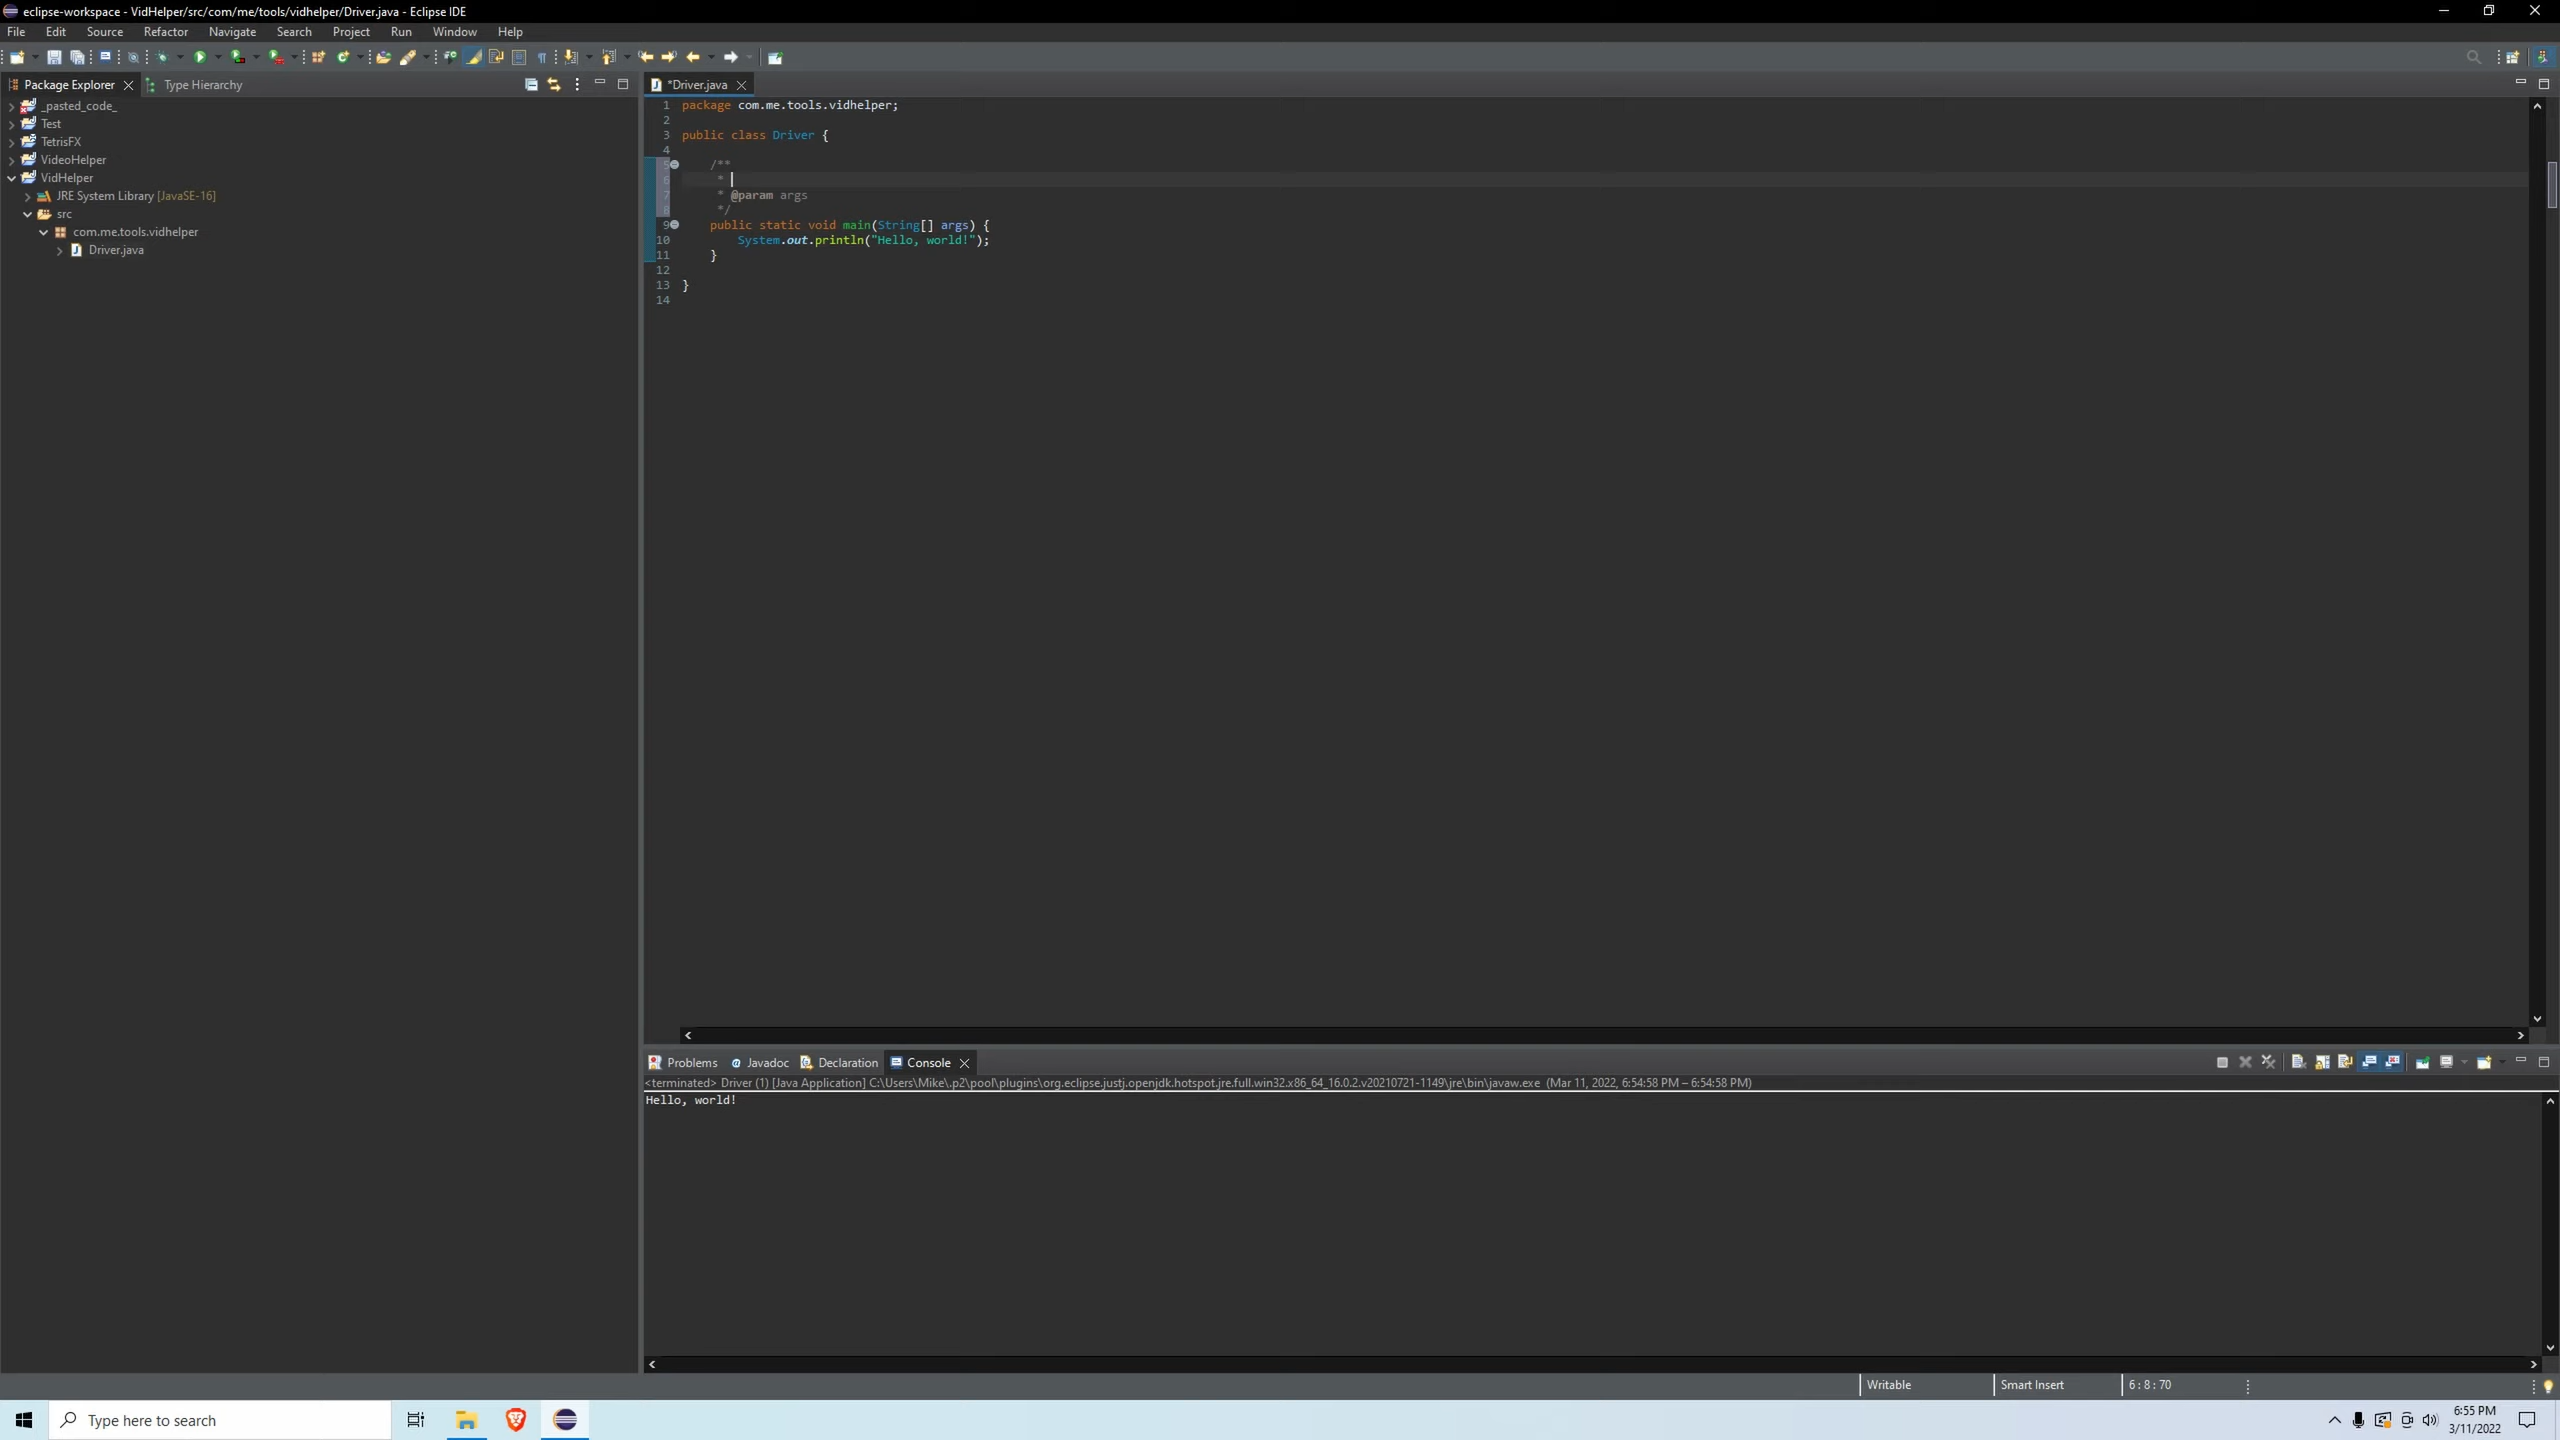 eclipse-workspace - VidHelper/src/com/me/tools/vidhelper/Driver.java - Eclipse IDE
File Edit Source Refactor Navigate Search Project Run Window Help
Package Explorer Type Hierarchy
_pasted_code_
Test
TetrisFX
VideoHelper
VidHelper
JRE System Library [JavaSE-16]
src
com.me.tools.vidhelper
Driver.java
*Driver.java
1 package com.me.tools.vidhelper;
2
3 public class Driver {
4
5 /**
6 *
7 * @param args
8 */
9 public static void main(String[] args) {
10 System.out.println("Hello, world!");
11 }
12
13 }
14
Problems Javadoc Declaration Console
<terminated> Driver (1) [Java Application] C:\Users\Mike\.p2\pool\plugins\org.eclipse.justj.openjdk.hotspot.jre.full.win32.x86_64_16.0.2.v20210721-1149\jre\bin\javaw.exe (Mar 11, 2022, 6:54:58 PM – 6:54:58 PM)
Hello, world!
Writable Smart Insert 6 : 8 : 70
Type here to search
6:55 PM
3/11/2022